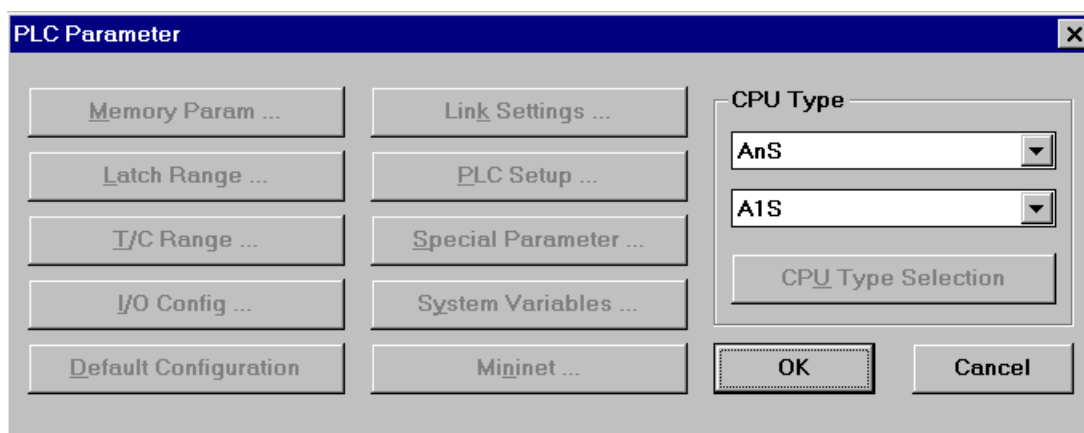 PLC Parameter
Memory Param ...
Link Settings ...
CPU Type
AnS
Latch Range ...
PLC Setup ...
A1S
T/C Range ...
Special Parameter ...
CPU Type Selection
I/O Config ...
System Variables ...
Default Configuration
Mininet ...
OK
Cancel